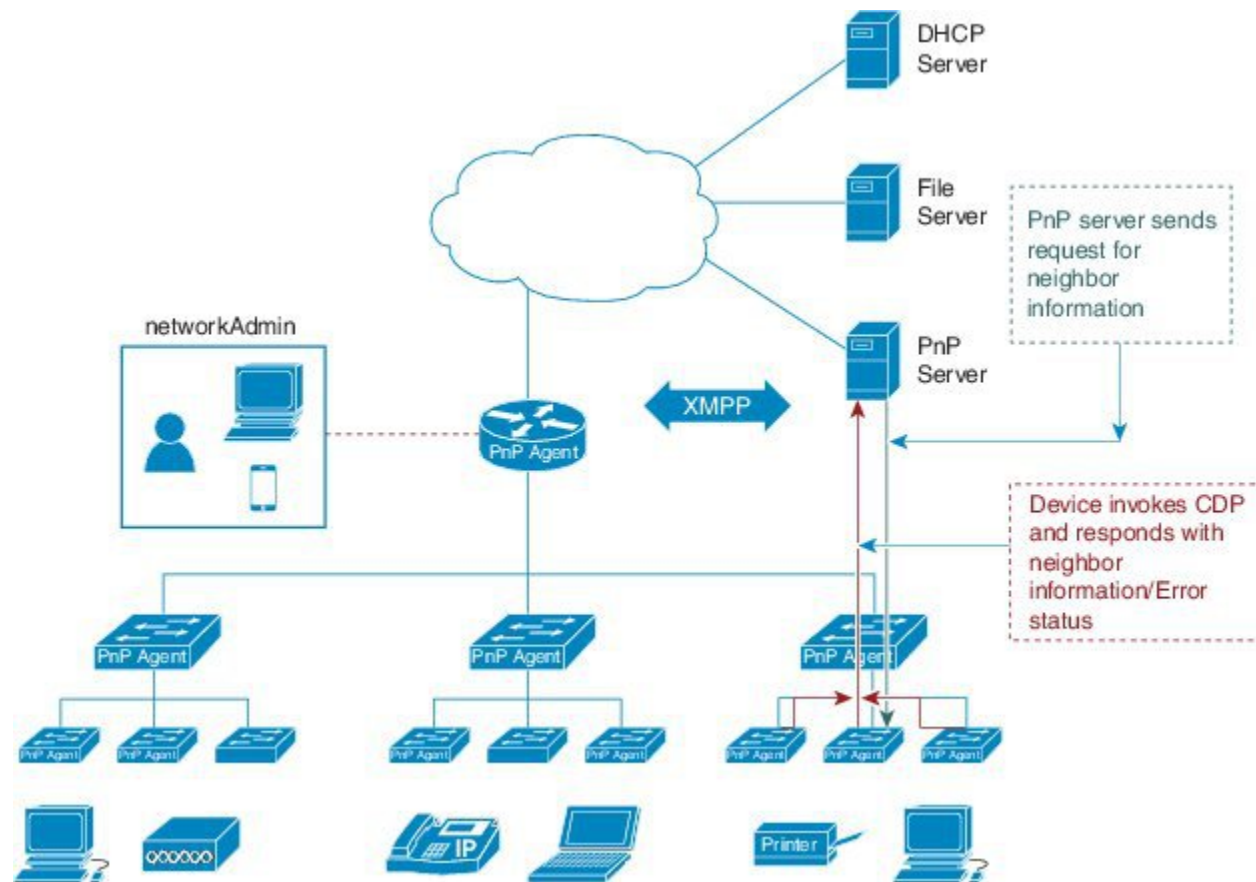 DHCP
Server
File
Server
PnP server sends
request for
neighbor
information
networkAdmin
PnP
Server
XMPP
PnP Agent
Device invokes CDP
and responds with
neighbor
information/Error
status
PnP Agent
PnP Agent
PnP Agent
PnP Agent
PnP Agent
PnP Agent
PnP Agent
PnP Agent
PnP Agent
PnP Agent
IP
Printer